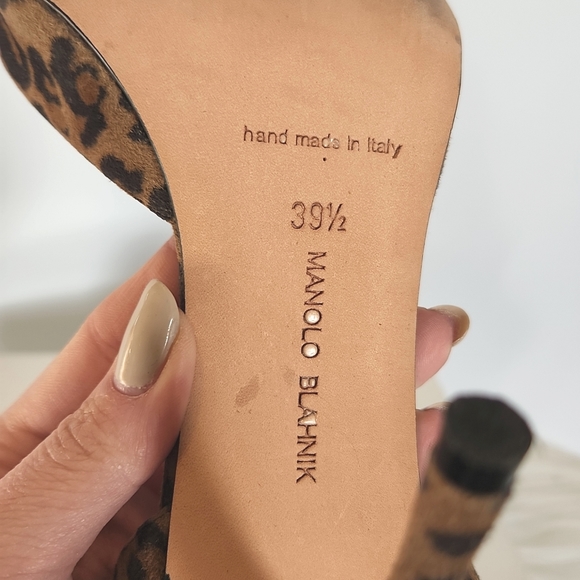 hand made in Italy
39½
MANOLO BLAHNIK